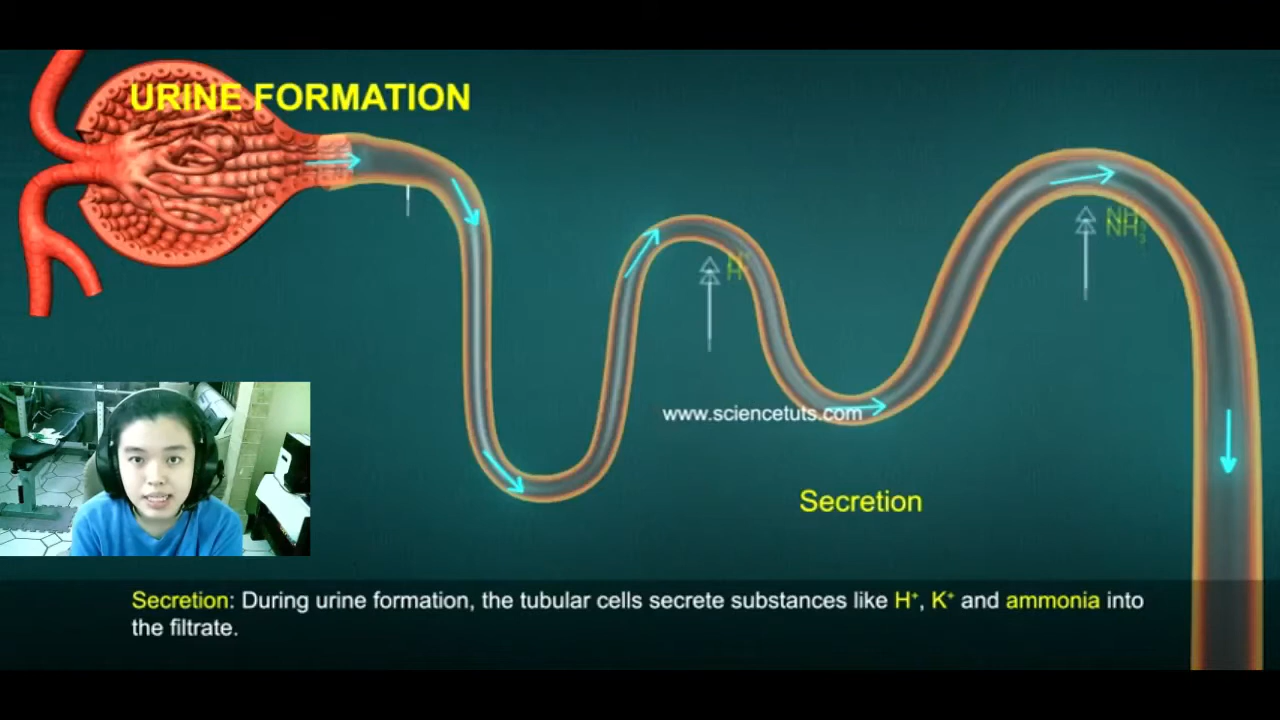 URINE FORMATION
H⁺
H⁺
NH₃
NH₃
www.sciencetuts.com
Secretion
Secretion: During urine formation, the tubular cells secrete substances like H⁺, K⁺ and ammonia into
the filtrate.